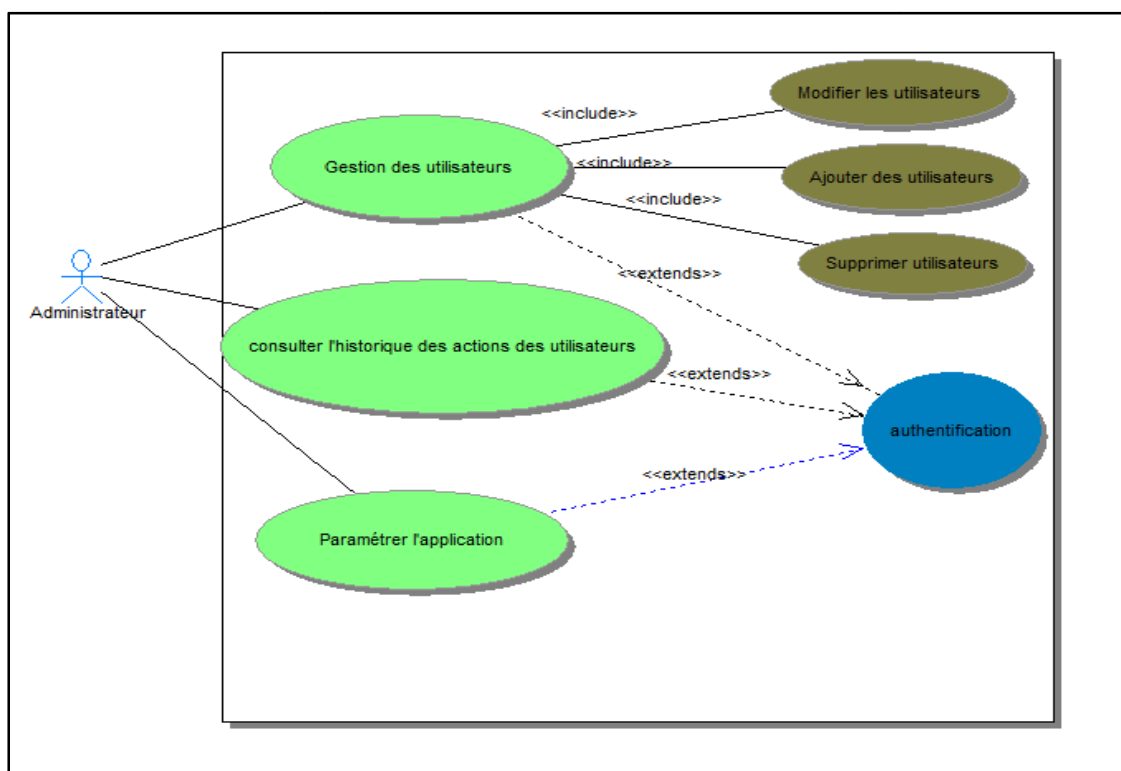 Modifier les utilisateurs
<<include>>
Gestion des utilisateurs
<<include>>
Ajouter des utilisateurs
<<include>>
Supprimer utilisateurs
<<extends>>
Administrateur
consulter l'historique des actions des utilisateurs
<<extends>>
authentification
<<extends>>
Paramétrer l'application